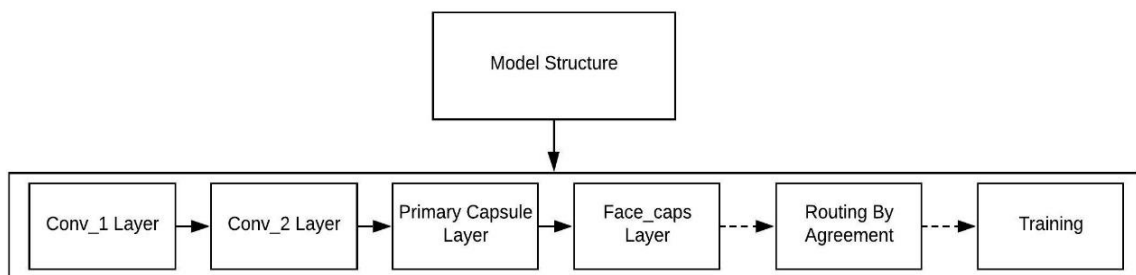 Model Structure
Conv_1 Layer
Conv_2 Layer
Primary Capsule
Layer
Face_caps
Layer
Routing By
Agreement
Training